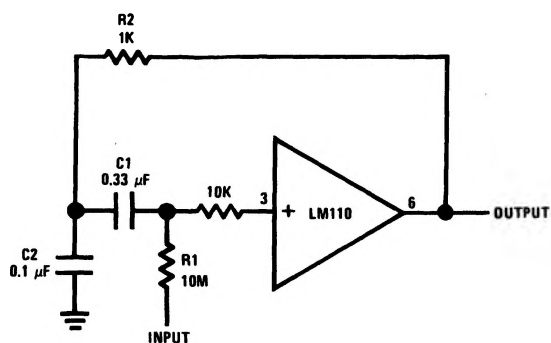 R2
1K
C1
0.33 µF
10K
3
+
LM110
6
OUTPUT
C2
0.1 µF
R1
10M
INPUT